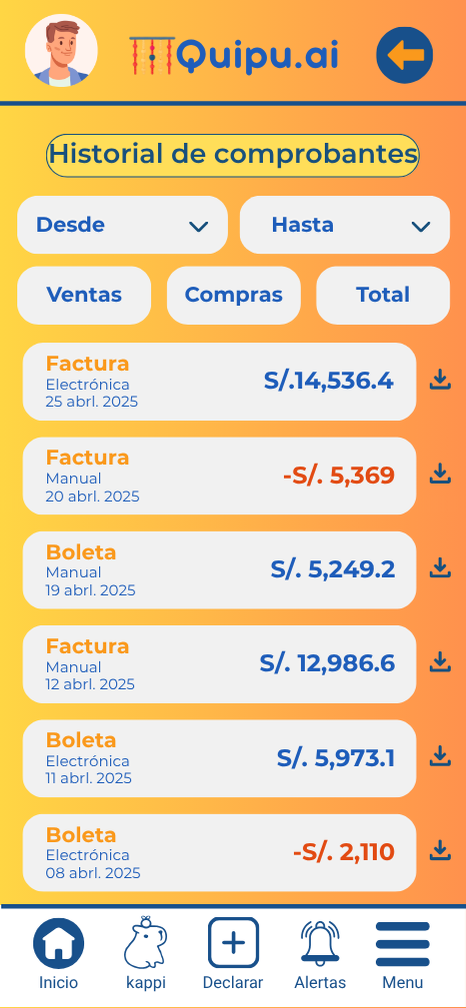 Quipu.ai
Historial de comprobantes
Desde
Hasta
Ventas
Compras
Total
Factura
Electrónica
25 abrl. 2025
S/.14,536.4
Factura
Manual
20 abrl. 2025
-S/. 5,369
Boleta
Manual
19 abrl. 2025
S/. 5,249.2
Factura
Manual
12 abrl. 2025
S/. 12,986.6
Boleta
Electrónica
11 abrl. 2025
S/. 5,973.1
Boleta
Electrónica
08 abrl. 2025
-S/. 2,110
Inicio
kappi
Declarar
Alertas
Menu